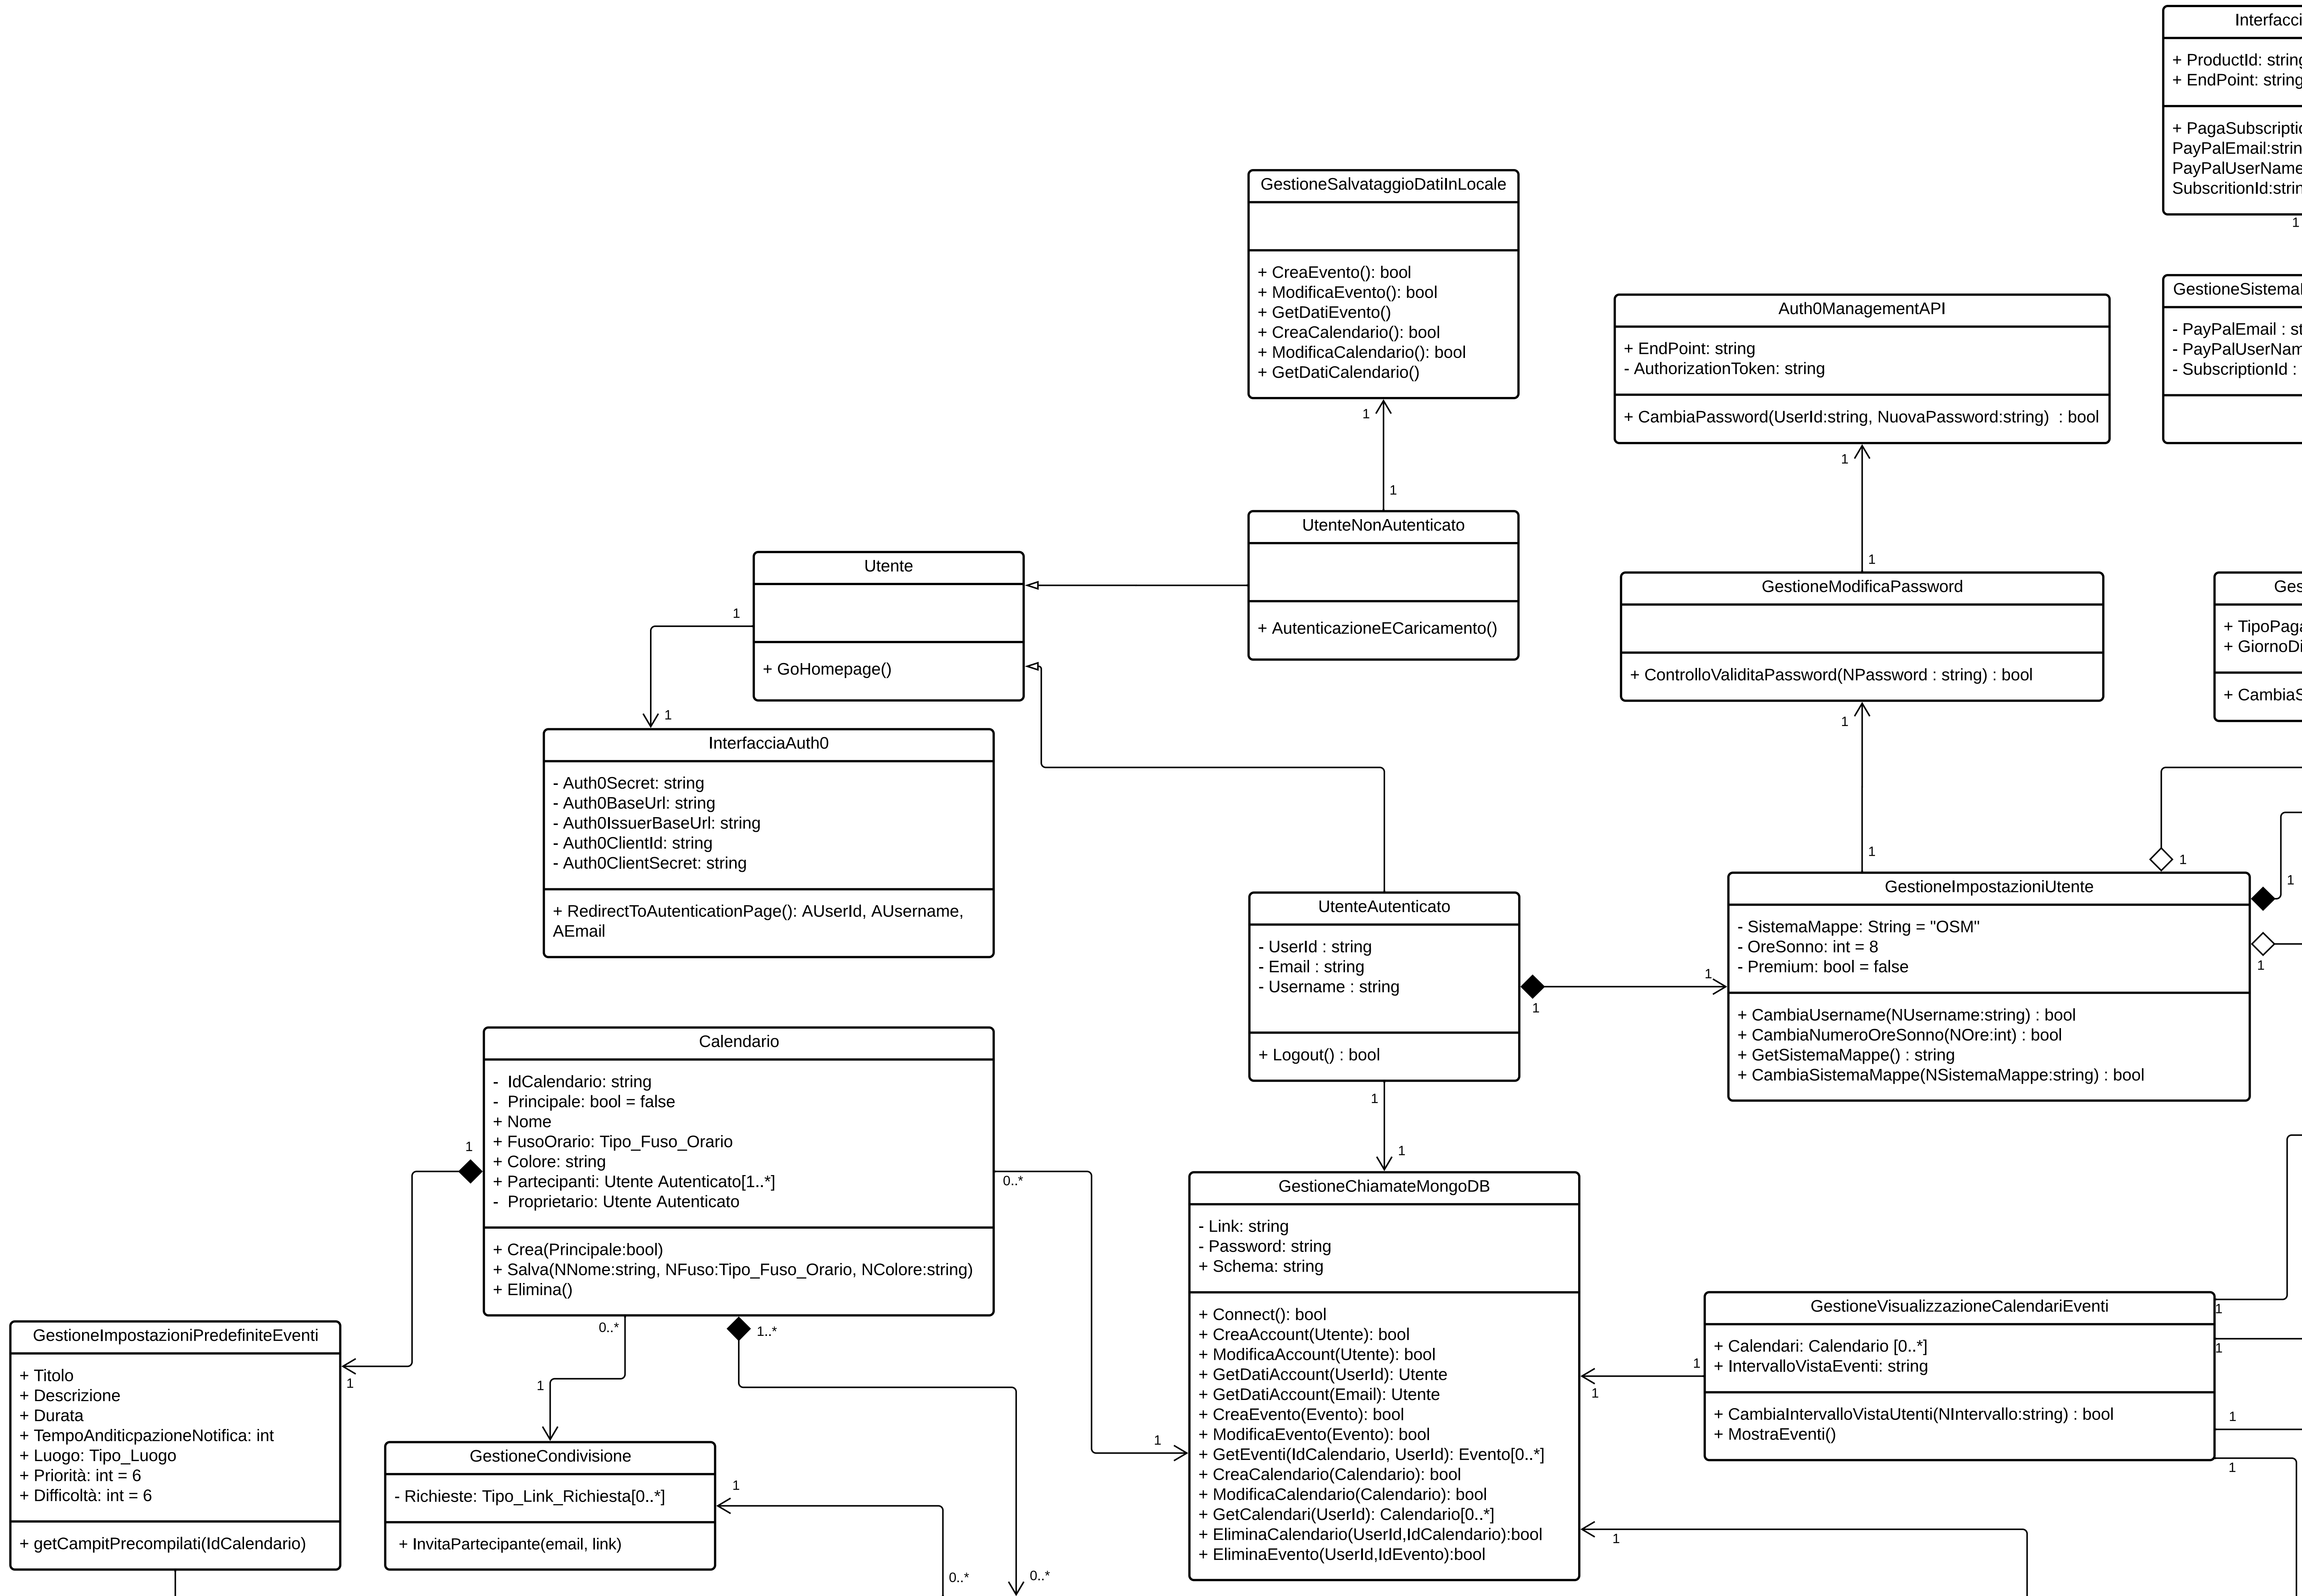 Interfacci
+ ProductId: string
+ EndPoint: string
+ PagaSubscriptio
PayPalEmail:strin
PayPalUserName
SubscritionId:strin
1
GestioneSalvataggioDatiInLocale
+ CreaEvento(): bool
+ ModificaEvento(): bool
+ GetDatiEvento()
+ CreaCalendario(): bool
+ ModificaCalendario(): bool
+ GetDatiCalendario()
1
1
Auth0ManagementAPI
+ EndPoint: string
- AuthorizationToken: string
+ CambiaPassword(UserId:string, NuovaPassword:string)  : bool
1
1
GestioneSistema
- PayPalEmail : st
- PayPalUserNam
- SubscriptionId :
UtenteNonAutenticato
+ AutenticazioneECaricamento()
Utente
+ GoHomepage()
1
1
GestioneModificaPassword
+ ControlloValiditaPassword(NPassword : string) : bool
1
1
Ges
+ TipoPaga
+ GiornoDi
+ CambiaS
InterfacciaAuth0
- Auth0Secret: string
- Auth0BaseUrl: string
- Auth0IssuerBaseUrl: string
- Auth0ClientId: string
- Auth0ClientSecret: string
+ RedirectToAutenticationPage(): AUserId, AUsername,
AEmail
UtenteAutenticato
- UserId : string
- Email : string
- Username : string
+ Logout() : bool
1
1
1
1
GestioneImpostazioniUtente
- SistemaMappe: String = "OSM"
- OreSonno: int = 8
- Premium: bool = false
+ CambiaUsername(NUsername:string) : bool
+ CambiaNumeroOreSonno(NOre:int) : bool
+ GetSistemaMappe() : string
+ CambiaSistemaMappe(NSistemaMappe:string) : bool
1
1
1
Calendario
-  IdCalendario: string
-  Principale: bool = false
+ Nome
+ FusoOrario: Tipo_Fuso_Orario
+ Colore: string
+ Partecipanti: Utente Autenticato[1..*]
-  Proprietario: Utente Autenticato
+ Crea(Principale:bool)
+ Salva(NNome:string, NFuso:Tipo_Fuso_Orario, NColore:string)
+ Elimina()
1
0..*
0..*
1..*
1
1
1
GestioneChiamateMongoDB
- Link: string
- Password: string
+ Schema: string
+ Connect(): bool
+ CreaAccount(Utente): bool
+ ModificaAccount(Utente): bool
+ GetDatiAccount(UserId): Utente
+ GetDatiAccount(Email): Utente
+ CreaEvento(Evento): bool
+ ModificaEvento(Evento): bool
+ GetEventi(IdCalendario, UserId): Evento[0..*]
+ CreaCalendario(Calendario): bool
+ ModificaCalendario(Calendario): bool
+ GetCalendari(UserId): Calendario[0..*]
+ EliminaCalendario(UserId,IdCalendario):bool
+ EliminaEvento(UserId,IdEvento):bool
1
1
1
GestioneVisualizzazioneCalendariEventi
+ Calendari: Calendario [0..*]
+ IntervalloVistaEventi: string
+ CambiaIntervalloVistaUtenti(NIntervallo:string) : bool
+ MostraEventi()
1
1
1
1
GestioneImpostazioniPredefiniteEventi
+ Titolo
+ Descrizione
+ Durata
+ TempoAnditicpazioneNotifica: int
+ Luogo: Tipo_Luogo
+ Priorità: int = 6
+ Difficoltà: int = 6
+ getCampitPrecompilati(IdCalendario)
GestioneCondivisione
- Richieste: Tipo_Link_Richiesta[0..*]
+ InvitaPartecipante(email, link)
1
0..*
0..*